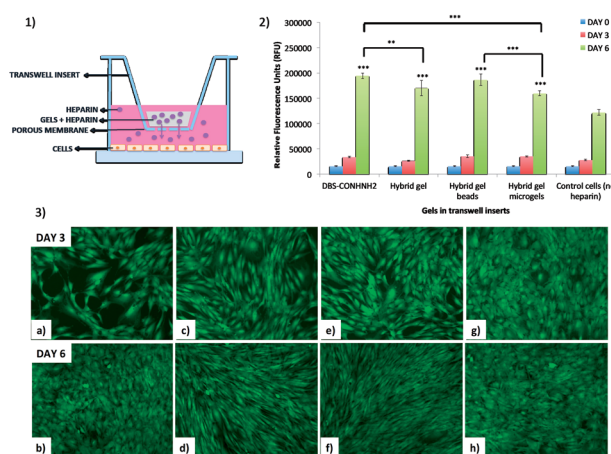 1)
TRANSWELL INSERT
HEPARIN
GELS + HEPARIN
POROUS MEMBRANE
CELLS
2)
Relative Fluorescence Units (RFU)
300000
250000
200000
150000
100000
50000
0
***
**
***
***
***
***
***
DAY 0
DAY 3
DAY 6
DBS-CONHNH2
Hybrid gel
Hybrid gel
beads
Hybrid gel
microgels
Control cells (no
heparin)
Gels in transwell inserts
3)
DAY 3
a)
c)
e)
g)
DAY 6
b)
d)
f)
h)